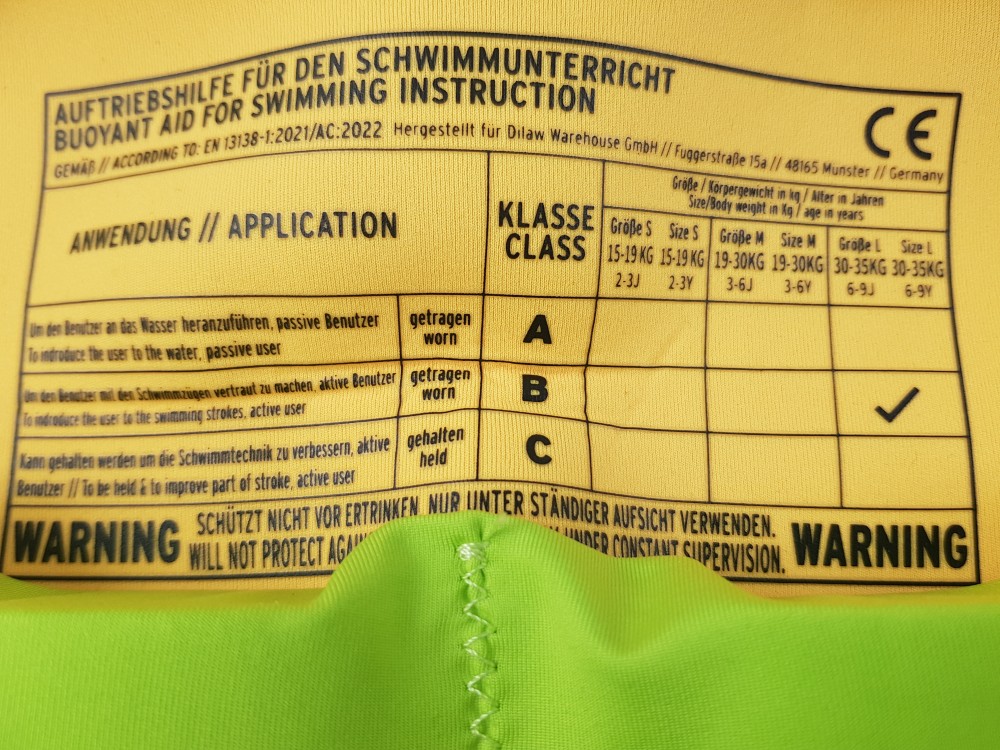 AUFTRIEBSHILFE FÜR DEN SCHWIMMUNTERRICHT
BUOYANT AID FOR SWIMMING INSTRUCTION
GEMÄß // ACCORDING TO: EN 13138-1:2021/AC:2022 Hergestellt für Dilaw Warehouse GmbH // Fuggerstraße 15a // 48165 Munster // Germany
CE
ANWENDUNG // APPLICATION
KLASSE
CLASS
Größe / Körpergewicht in kg / Alter in Jahren
Size/Body weight in Kg / age in years
Größe S Size S Größe M Size M Größe L Size L
15-19 KG 15-19 KG 19-30KG 19-30KG 30-35KG 30-35KG
2-3J 2-3Y 3-6J 3-6Y 6-9J 6-9Y
Um den Benutzer an das Wasser heranzuführen, passive Benutzer
To indroduce the user to the water, passive user
getragen
worn
A
Um den Benutzer mit den Schwimmzügen vertraut zu machen, aktive Benutzer
To indroduce the user to the swimming strokes, active user
getragen
worn
B ✓
Kann gehalten werden um die Schwimmtechnik zu verbessern, aktive
Benutzer // To be held & to improve part of stroke, active user
gehalten
held
C
WARNING
SCHÜTZT NICHT VOR ERTRINKEN NUR UNTER STÄNDIGER AUFSICHT VERWENDEN.
WILL NOT PROTECT UNDER CONSTANT SUPERVISION.
WARNING